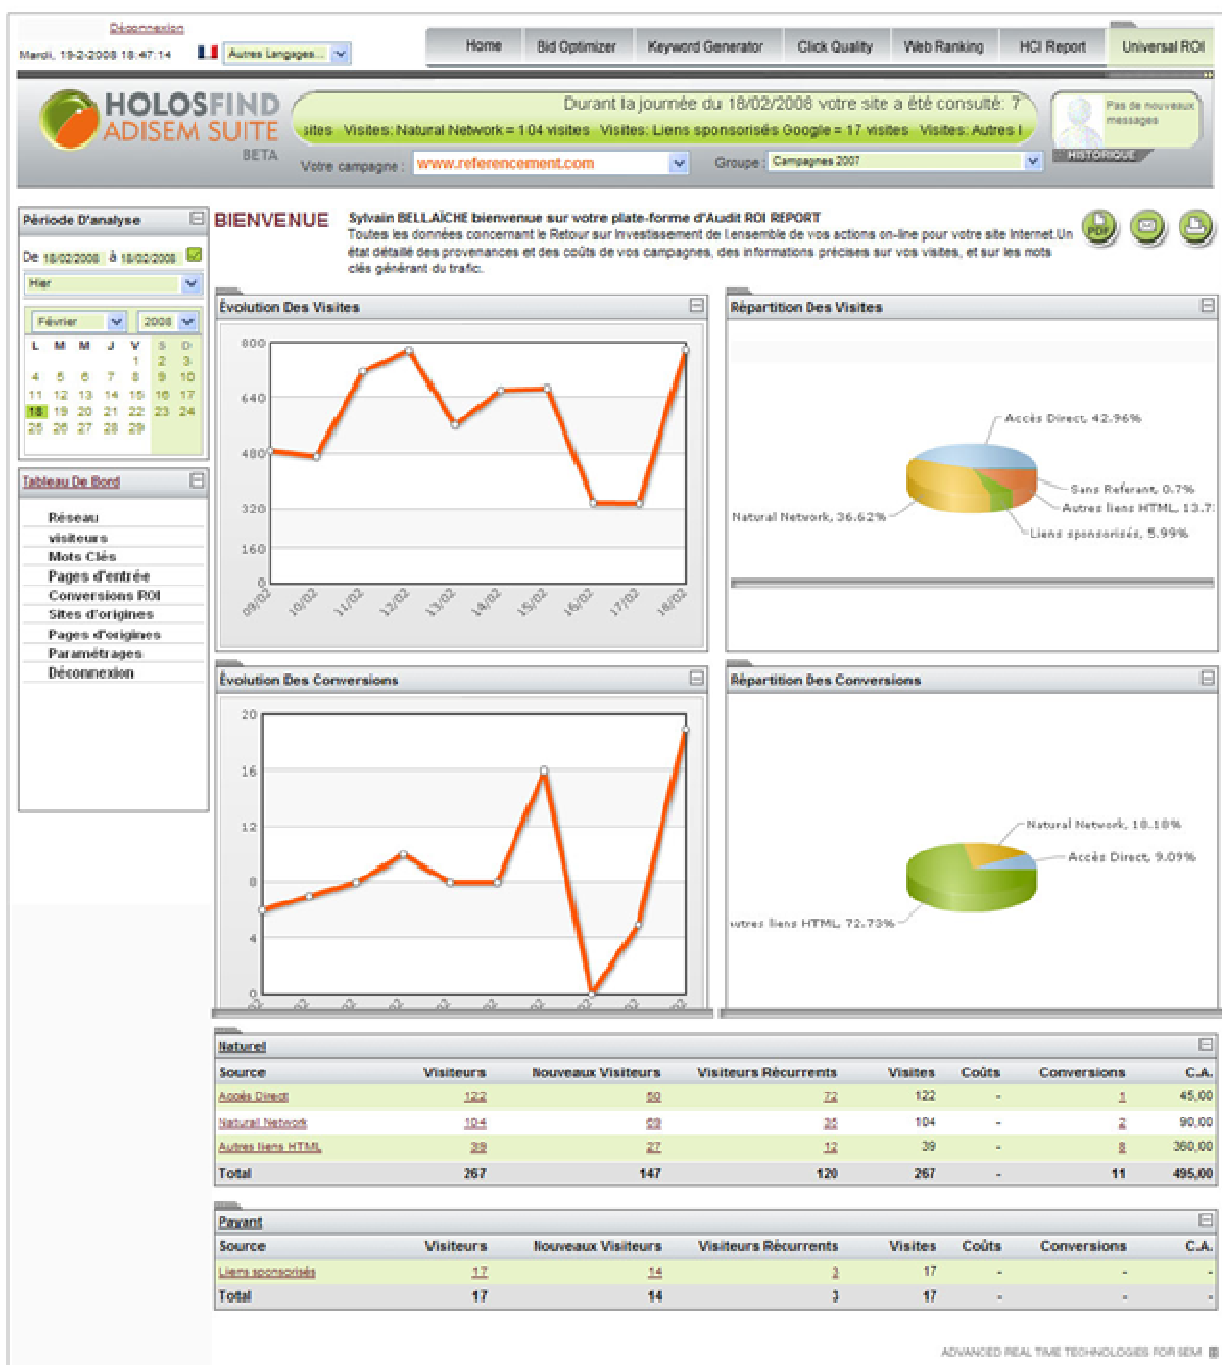 Déconnexion
Mardi, 19-2-2008 18:47:14
Autres Langages...
Home Bid Optimizer Keyword Generator Click Quality Web Ranking HCI Report Universal ROI
HOLOSFIND
ADISEM SUITE
BETA
Durant la journée du 18/02/2008 votre site a été consulté: 7
sites Visites: Natural Network = 104 visites Visites: Liens sponsorisés Google = 17 visites Visites: Autres l
Pas de nouveaux
messages
HISTORIQUE
Votre campagne : www.referencement.com Groupe : Campagnes 2007
Période D'analyse
De 18/02/2008 à 18/02/2008
Hier
Février 2008
L M M J V S D
1 2 3
4 5 6 7 8 9 10
11 12 13 14 15 16 17
18 19 20 21 22 23 24
25 26 27 28 29
Tableau De Bord
Réseau
visiteurs
Mots Clés
Pages d'entrée
Conversions ROI
Sites d'origines
Pages d'origines
Paramétrages
Déconnexion
BIENVENUE
Sylvain BELLAÏCHE bienvenue sur votre plate-forme d'Audit ROI REPORT
Toutes les données concernant le Retour sur Investissement de l.ensemble de vos actions on-line pour votre site Internet.Un
état détaillé des provenances et des coûts de vos campagnes, des informations précises sur vos visites, et sur les mots
clés générant du trafic.
PDF
Évolution Des Visites
800
640
480
320
160
0
09/02 10/02 11/02 12/02 13/02 14/02 15/02 16/02 17/02 18/02
Répartition Des Visites
Accès Direct, 42.96%
Sans Referant, 0.7%
Autres liens HTML, 13.7
Natural Network, 36.62%
Liens sponsorisés, 5.99%
Évolution Des Conversions
20
16
12
8
4
0
02 02 02 02 02 02 02 02 02 02
Répartition Des Conversions
Natural Network, 18.18%
Accès Direct, 9.09%
utres liens HTML, 72.73%
Naturel
Source Visiteurs Nouveaux Visiteurs Visiteurs Récurrents Visites Coûts Conversions C.A.
Accès Direct 122 50 72 122 - 1 45,00
Natural Network 104 69 35 104 - 2 90,00
Autres liens HTML 39 27 12 39 - 8 360,00
Total 267 147 120 267 - 11 495,00
Payant
Source Visiteurs Nouveaux Visiteurs Visiteurs Récurrents Visites Coûts Conversions C.A.
Liens sponsorisés 17 14 3 17 - - -
Total 17 14 3 17 - - -
ADVANCED REAL TIME TECHNOLOGIES FOR SEM